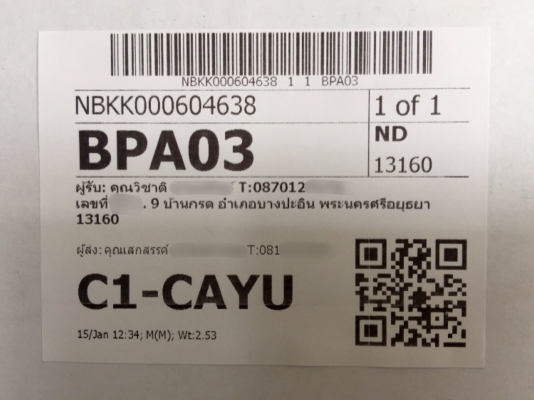 NBKK000604638 1 1 BPA03
NBKK000604638
1 of 1
BPA03
ND
13160
ผู้รับ: คุณวิชาติ T:087012
เลขที่ . 9 บ้านกรด อำเภอบางปะอิน พระนครศรีอยุธยา
13160
ผู้ส่ง: คุณเสกสรรค์ T:081
C1-CAYU
15/Jan 12:34; M(M); Wt:2.53